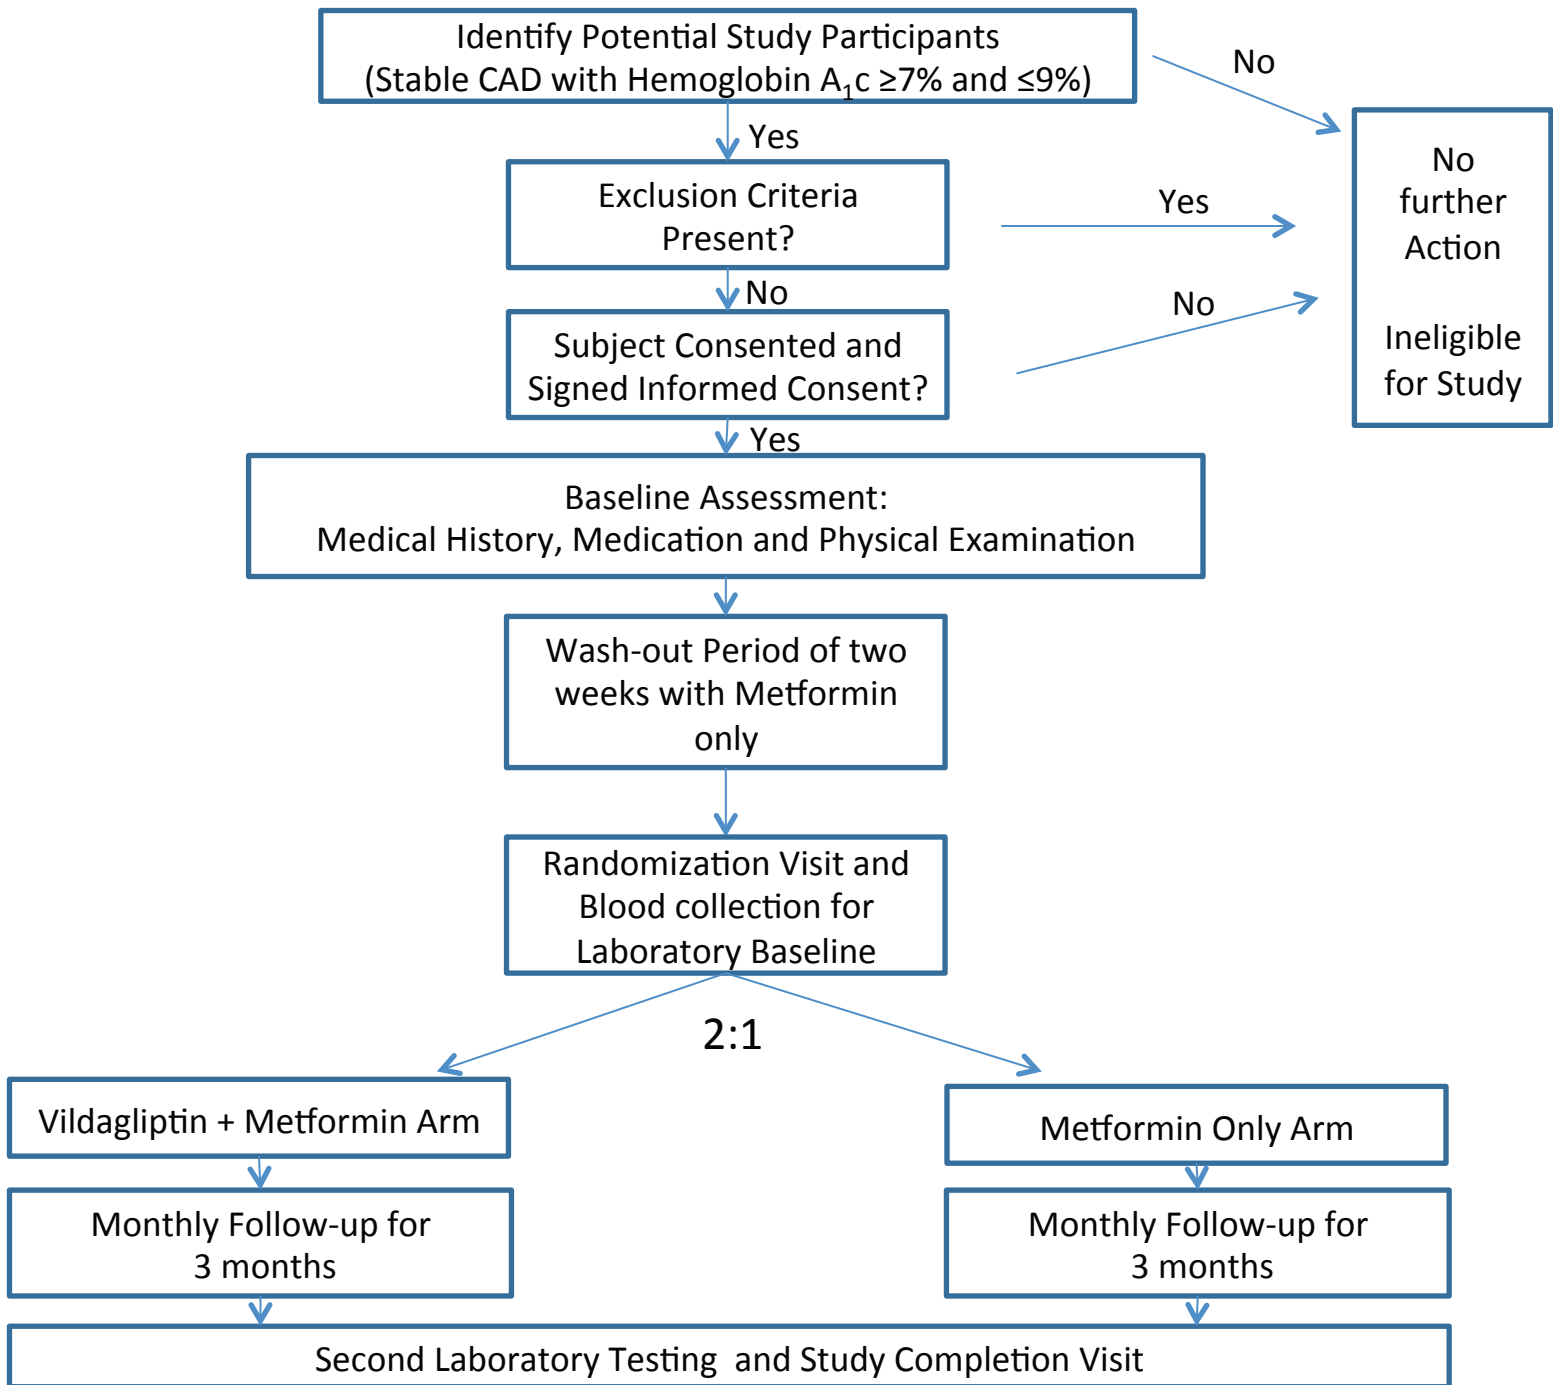 Identify Potential Study Participants
(Stable CAD with Hemoglobin A₁c ≥7% and ≤9%)
No
Yes
No
further
Action
Ineligible
for Study
Exclusion Criteria
Present?
Yes
No
Subject Consented and
Signed Informed Consent?
No
Yes
Baseline Assessment:
Medical History, Medication and Physical Examination
Wash-out Period of two
weeks with Metformin
only
Randomization Visit and
Blood collection for
Laboratory Baseline
2:1
Vildagliptin + Metformin Arm
Metformin Only Arm
Monthly Follow-up for
3 months
Monthly Follow-up for
3 months
Second Laboratory Testing  and Study Completion Visit